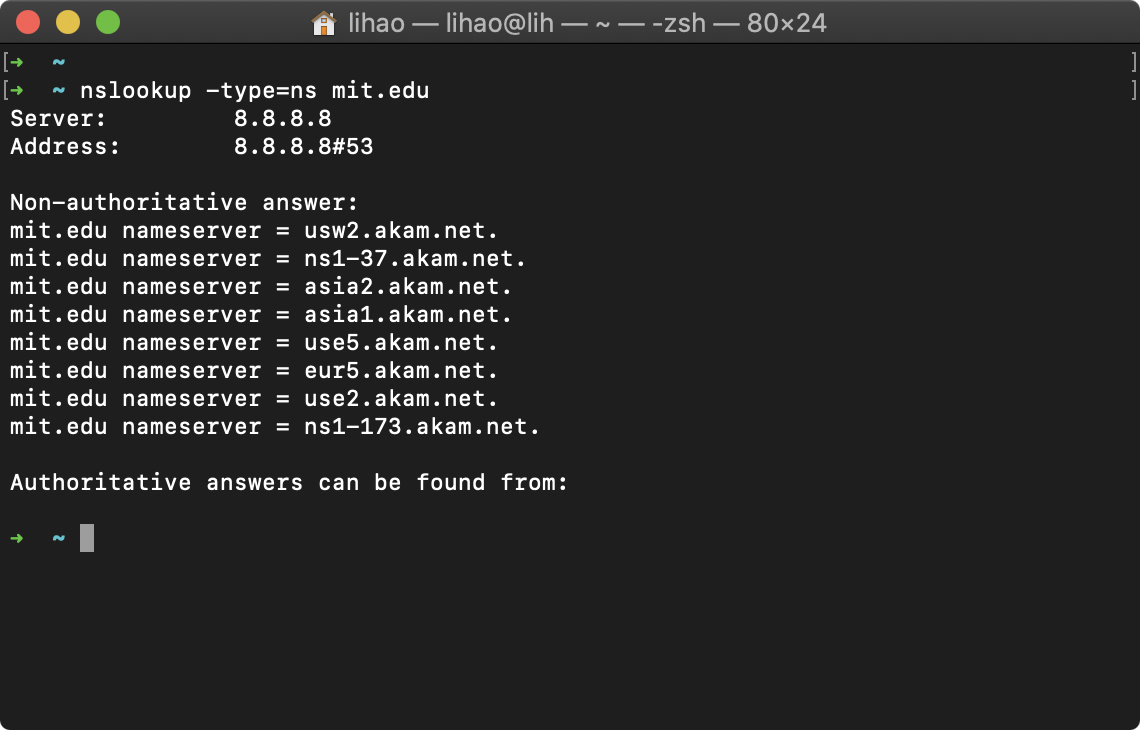 lihao — lihao@lih — ~ — -zsh — 80×24
[➜  ~ ]
[➜  ~ nslookup -type=ns mit.edu ]
Server:		8.8.8.8
Address:	8.8.8.8#53

Non-authoritative answer:
mit.edu nameserver = usw2.akam.net.
mit.edu nameserver = ns1-37.akam.net.
mit.edu nameserver = asia2.akam.net.
mit.edu nameserver = asia1.akam.net.
mit.edu nameserver = use5.akam.net.
mit.edu nameserver = eur5.akam.net.
mit.edu nameserver = use2.akam.net.
mit.edu nameserver = ns1-173.akam.net.

Authoritative answers can be found from:

➜  ~